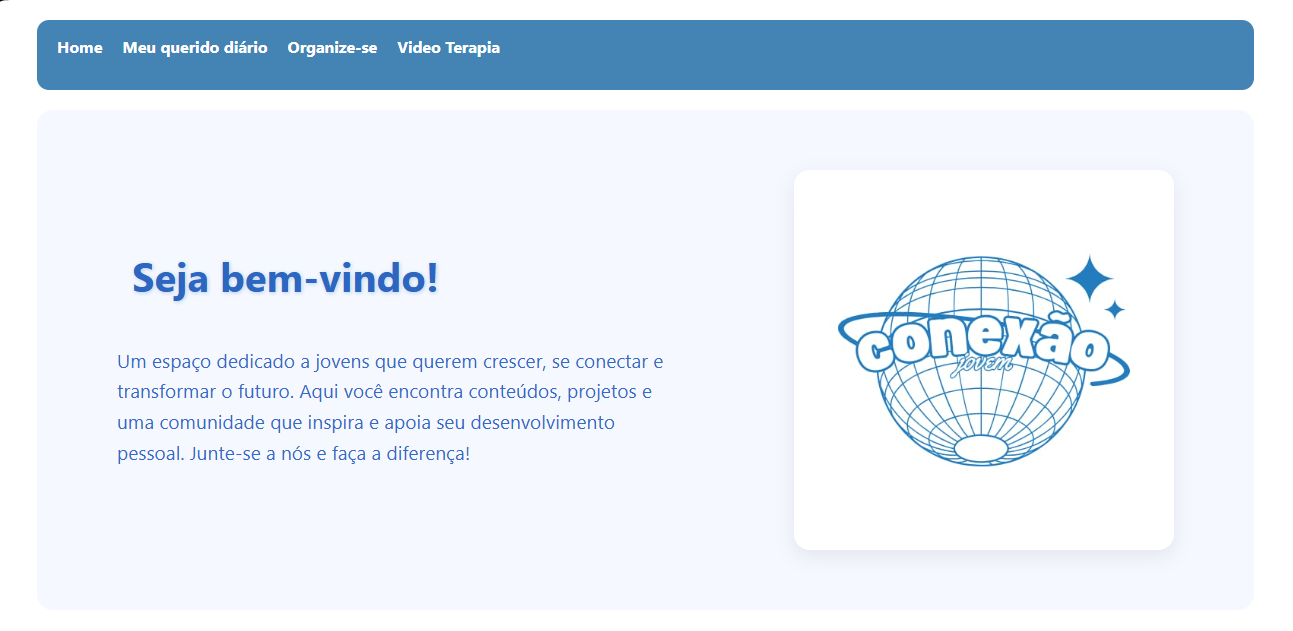 Home Meu querido diário Organize-se Video Terapia
Seja bem-vindo!
Um espaço dedicado a jovens que querem crescer, se conectar e
transformar o futuro. Aqui você encontra conteúdos, projetos e
uma comunidade que inspira e apoia seu desenvolvimento
pessoal. Junte-se a nós e faça a diferença!
conexão
jovem